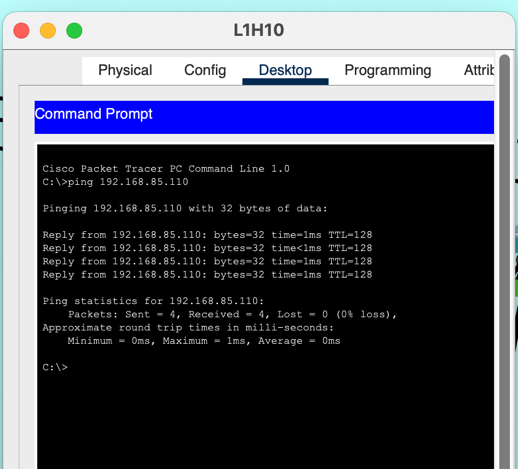 L1H10
Physical Config Desktop Programming Attrib
Command Prompt
Cisco Packet Tracer PC Command Line 1.0
C:\>ping 192.168.85.110
Pinging 192.168.85.110 with 32 bytes of data:
Reply from 192.168.85.110: bytes=32 time=1ms TTL=128
Reply from 192.168.85.110: bytes=32 time<1ms TTL=128
Reply from 192.168.85.110: bytes=32 time=1ms TTL=128
Reply from 192.168.85.110: bytes=32 time=1ms TTL=128
Ping statistics for 192.168.85.110:
Packets: Sent = 4, Received = 4, Lost = 0 (0% loss),
Approximate round trip times in milli-seconds:
Minimum = 0ms, Maximum = 1ms, Average = 0ms
C:\>